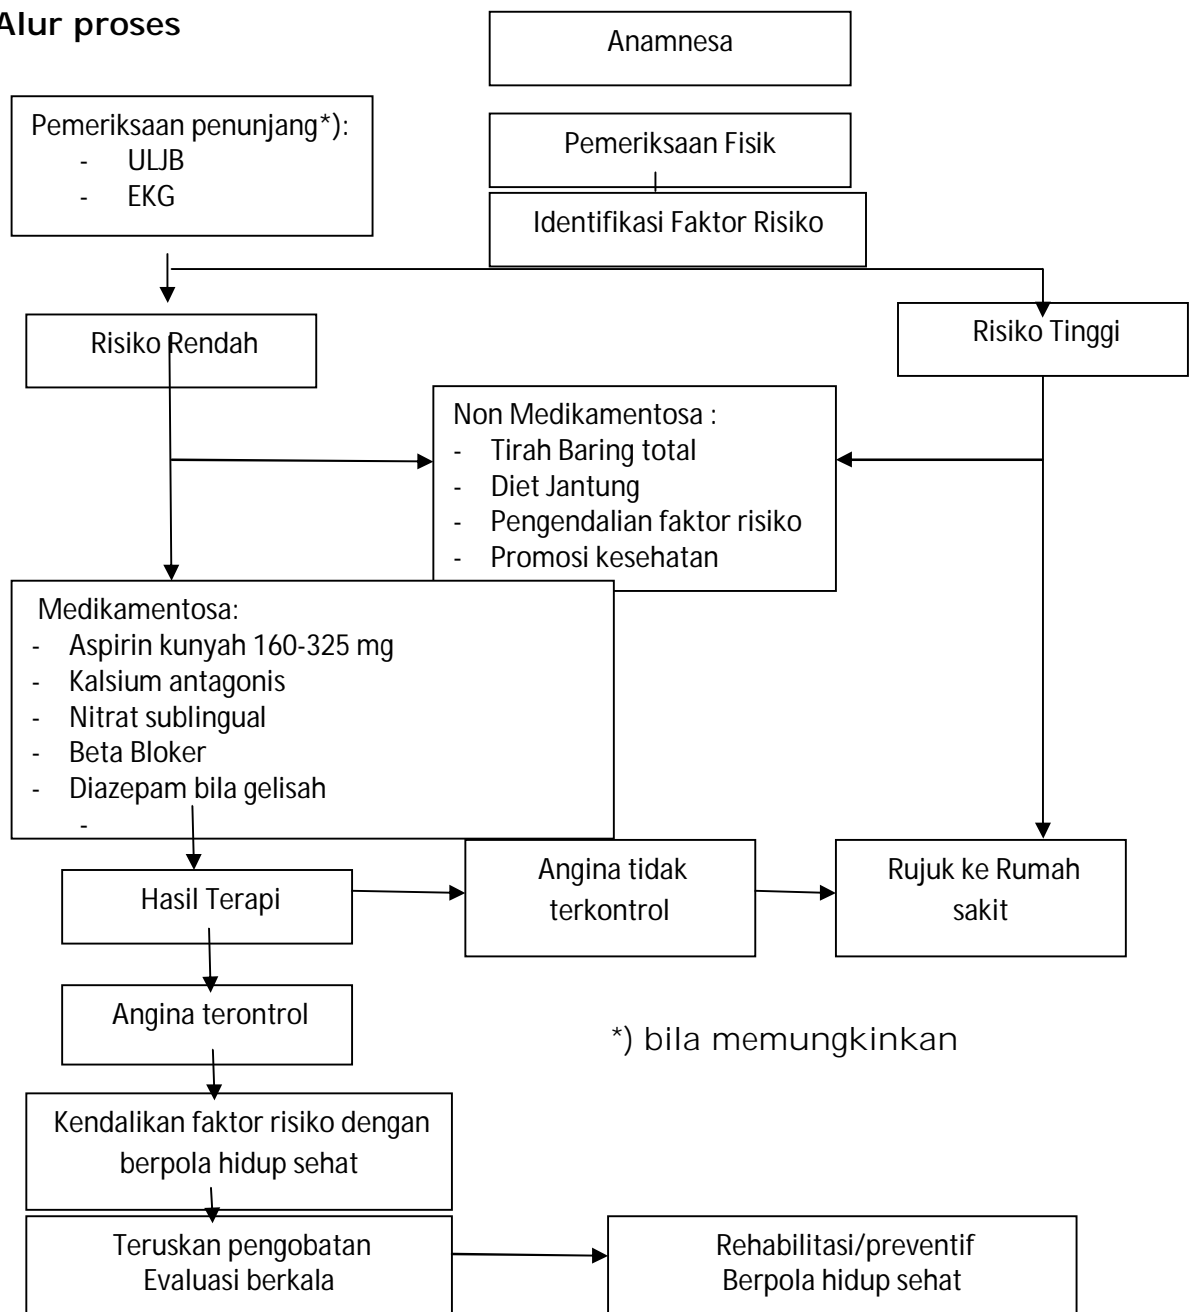 Alur proses
Anamnesa
Pemeriksaan penunjang*):
- ULJB
- EKG
Pemeriksaan Fisik
Identifikasi Faktor Risiko
Risiko Rendah
Risiko Tinggi
Non Medikamentosa :
- Tirah Baring total
- Diet Jantung
- Pengendalian faktor risiko
- Promosi kesehatan
Medikamentosa:
- Aspirin kunyah 160-325 mg
- Kalsium antagonis
- Nitrat sublingual
- Beta Bloker
- Diazepam bila gelisah
-
Hasil Terapi
Angina tidak
terkontrol
Rujuk ke Rumah
sakit
Angina terontrol
*) bila memungkinkan
Kendalikan faktor risiko dengan
berpola hidup sehat
Teruskan pengobatan
Evaluasi berkala
Rehabilitasi/preventif
Berpola hidup sehat